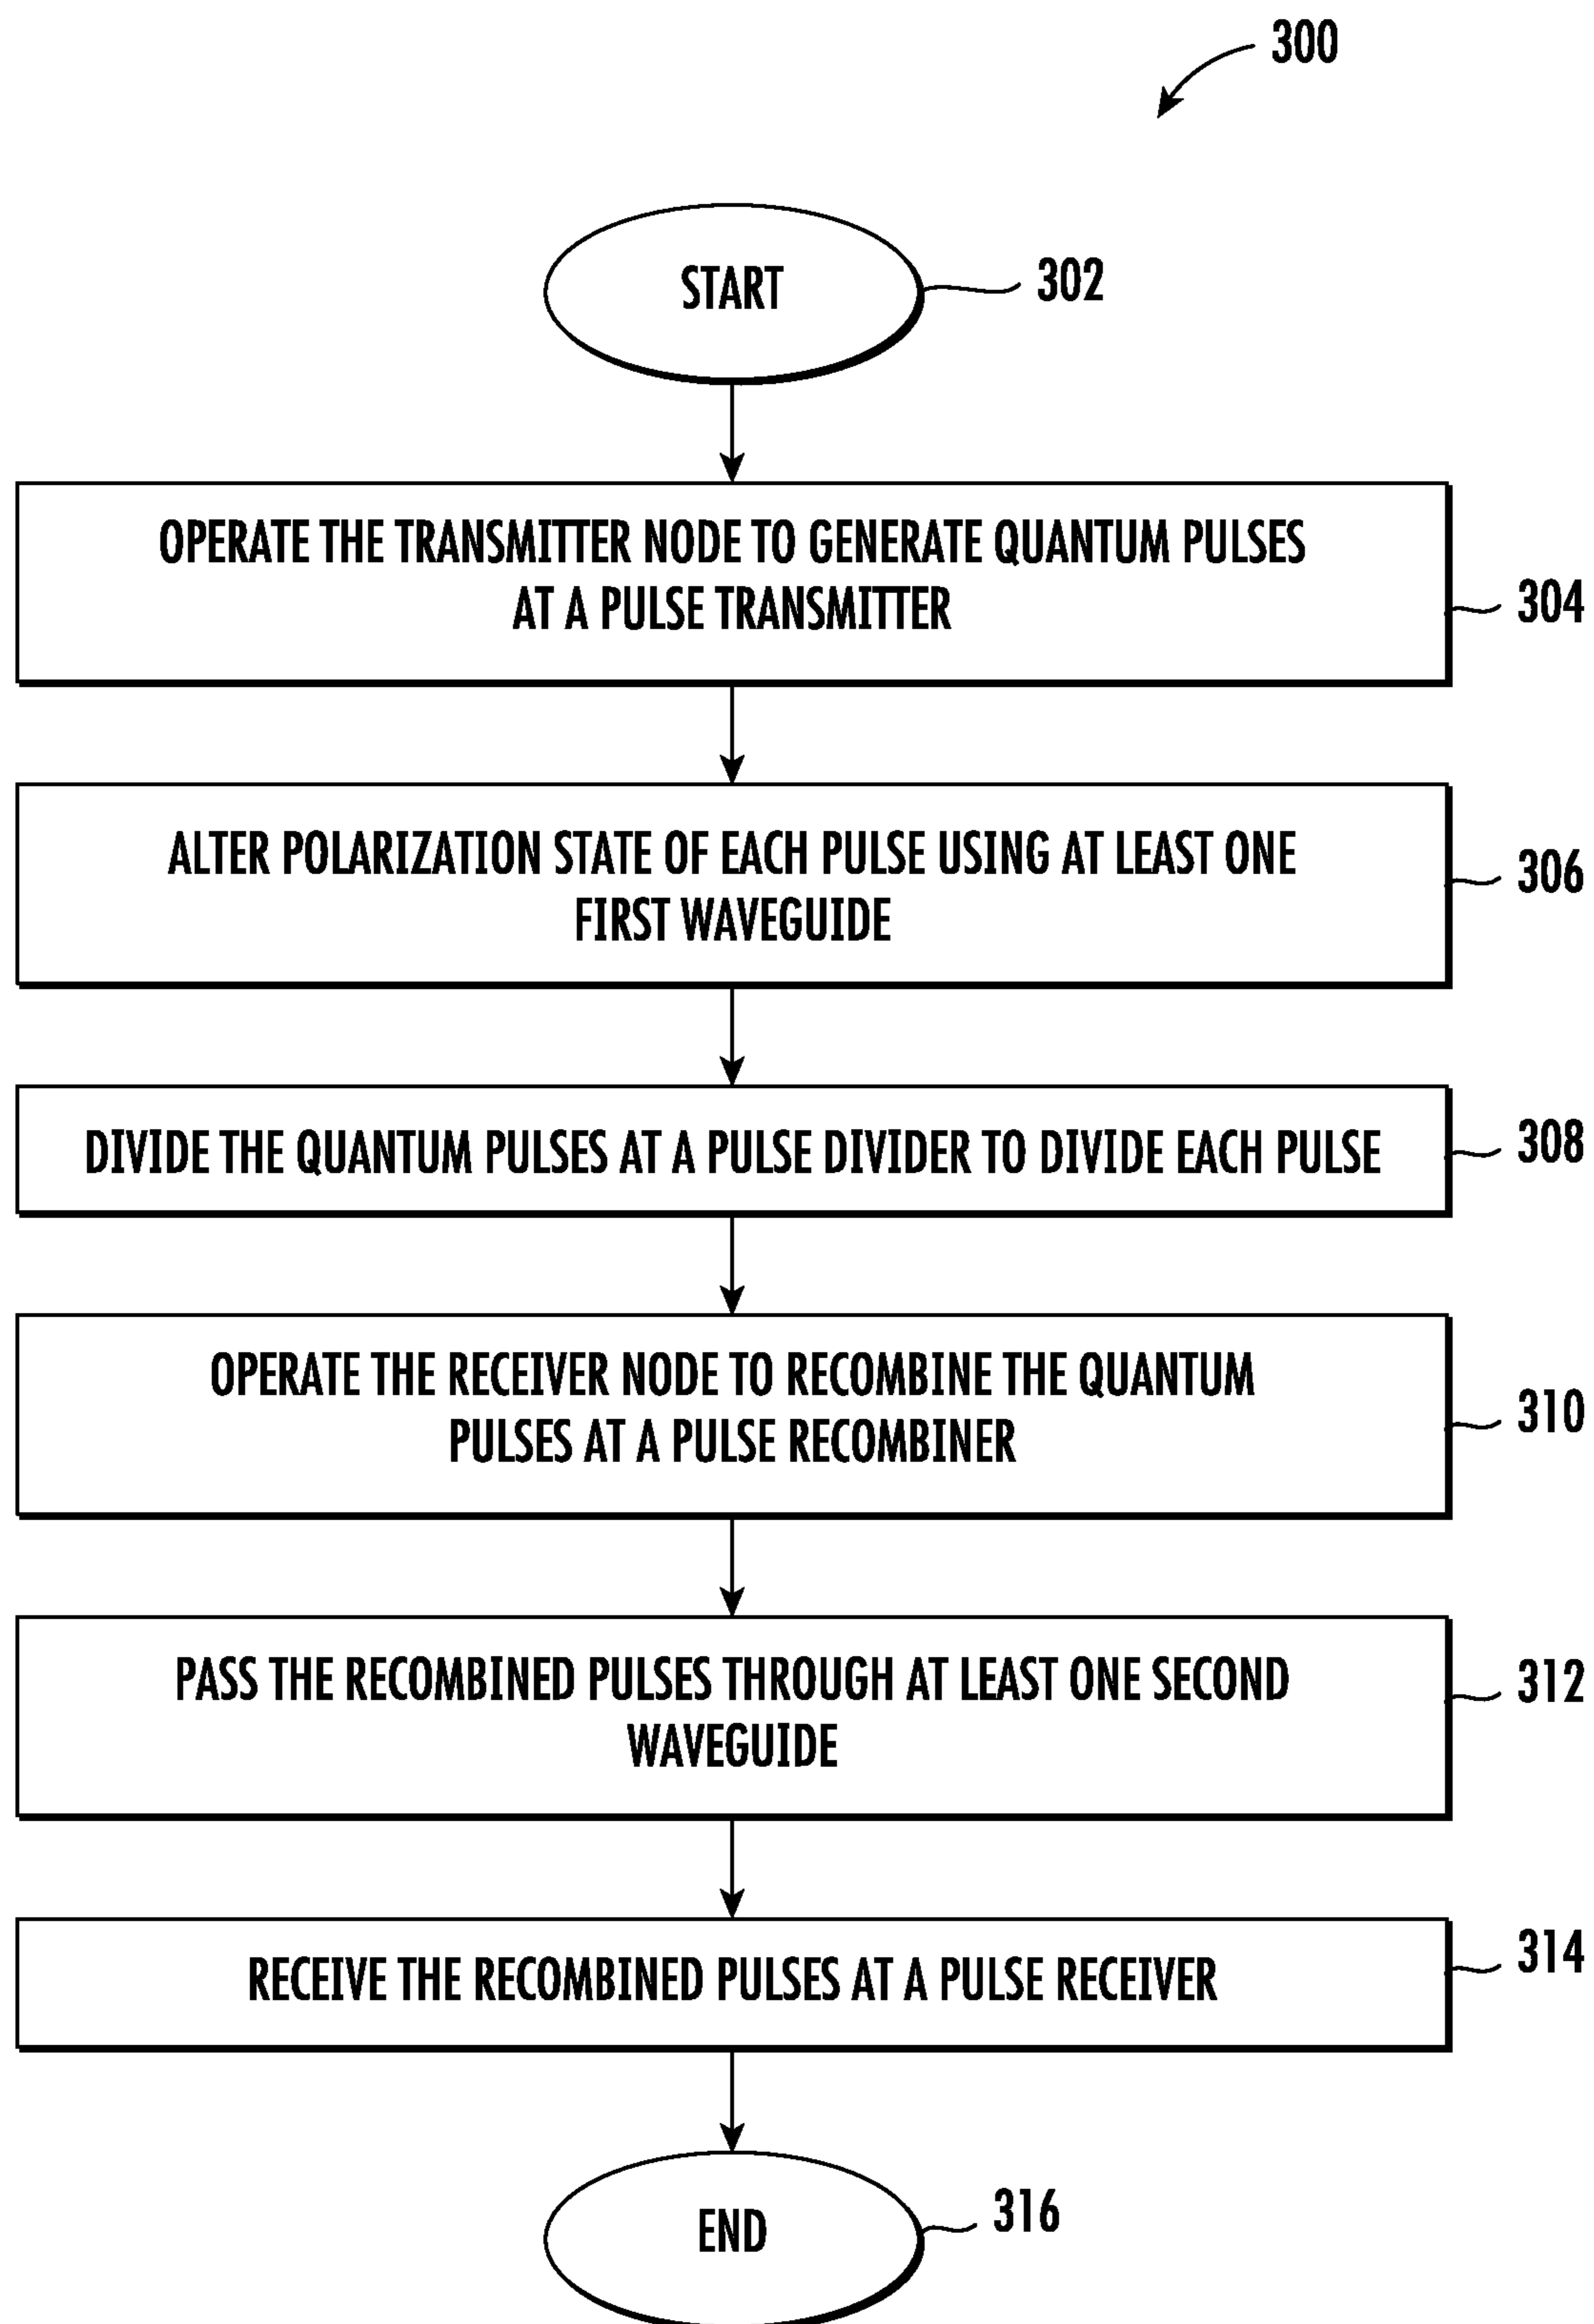 300
START
302
OPERATE THE TRANSMITTER NODE TO GENERATE QUANTUM PULSES
AT A PULSE TRANSMITTER
304
ALTER POLARIZATION STATE OF EACH PULSE USING AT LEAST ONE
FIRST WAVEGUIDE
306
DIVIDE THE QUANTUM PULSES AT A PULSE DIVIDER TO DIVIDE EACH PULSE
308
OPERATE THE RECEIVER NODE TO RECOMBINE THE QUANTUM
PULSES AT A PULSE RECOMBINER
310
PASS THE RECOMBINED PULSES THROUGH AT LEAST ONE SECOND
WAVEGUIDE
312
RECEIVE THE RECOMBINED PULSES AT A PULSE RECEIVER
314
END
316